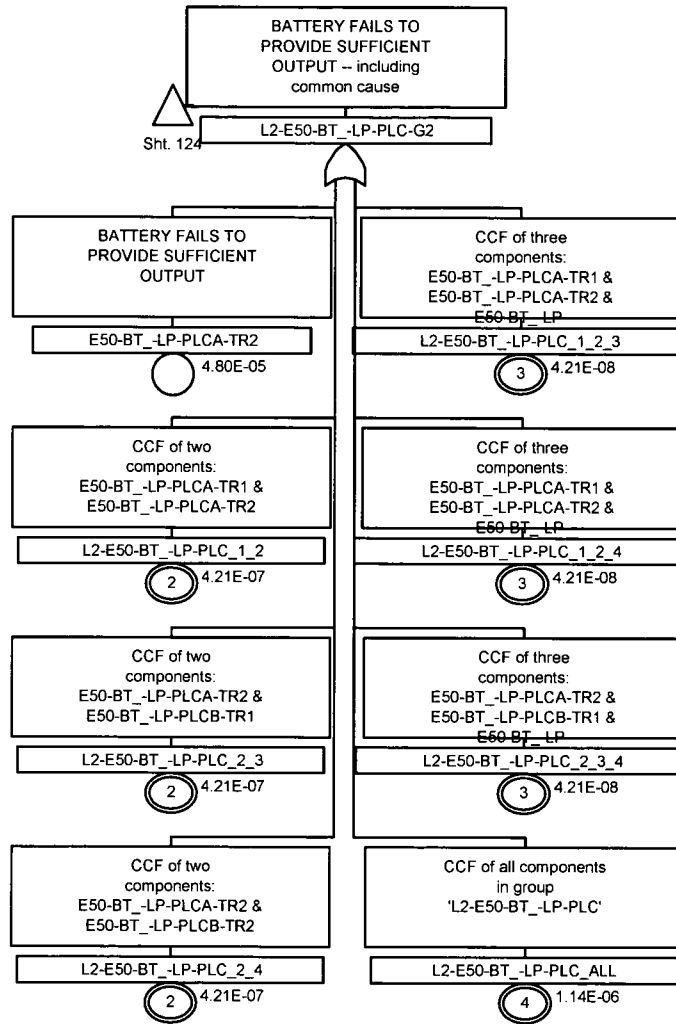 BATTERY FAILS TO
PROVIDE SUFFICIENT
OUTPUT -- including
common cause
Sht. 124
L2-E50-BT_-LP-PLC-G2
BATTERY FAILS TO
PROVIDE SUFFICIENT
OUTPUT
E50-BT_-LP-PLCA-TR2
4.80E-05
CCF of three
components:
E50-BT_-LP-PLCA-TR1 &
E50-BT_-LP-PLCA-TR2 &
E50-BT_-LP
L2-E50-BT_-LP-PLC_1_2_3
3
4.21E-08
CCF of two
components:
E50-BT_-LP-PLCA-TR1 &
E50-BT_-LP-PLCA-TR2
L2-E50-BT_-LP-PLC_1_2
2
4.21E-07
CCF of three
components:
E50-BT_-LP-PLCA-TR1 &
E50-BT_-LP-PLCA-TR2 &
E50-BT_-LP
L2-E50-BT_-LP-PLC_1_2_4
3
4.21E-08
CCF of two
components:
E50-BT_-LP-PLCA-TR2 &
E50-BT_-LP-PLCB-TR1
L2-E50-BT_-LP-PLC_2_3
2
4.21E-07
CCF of three
components:
E50-BT_-LP-PLCA-TR2 &
E50-BT_-LP-PLCB-TR1 &
E50-BT_-LP
L2-E50-BT_-LP-PLC_2_3_4
3
4.21E-08
CCF of two
components:
E50-BT_-LP-PLCA-TR2 &
E50-BT_-LP-PLCB-TR2
L2-E50-BT_-LP-PLC_2_4
2
4.21E-07
CCF of all components
in group
'L2-E50-BT_-LP-PLC'
L2-E50-BT_-LP-PLC_ALL
4
1.14E-06